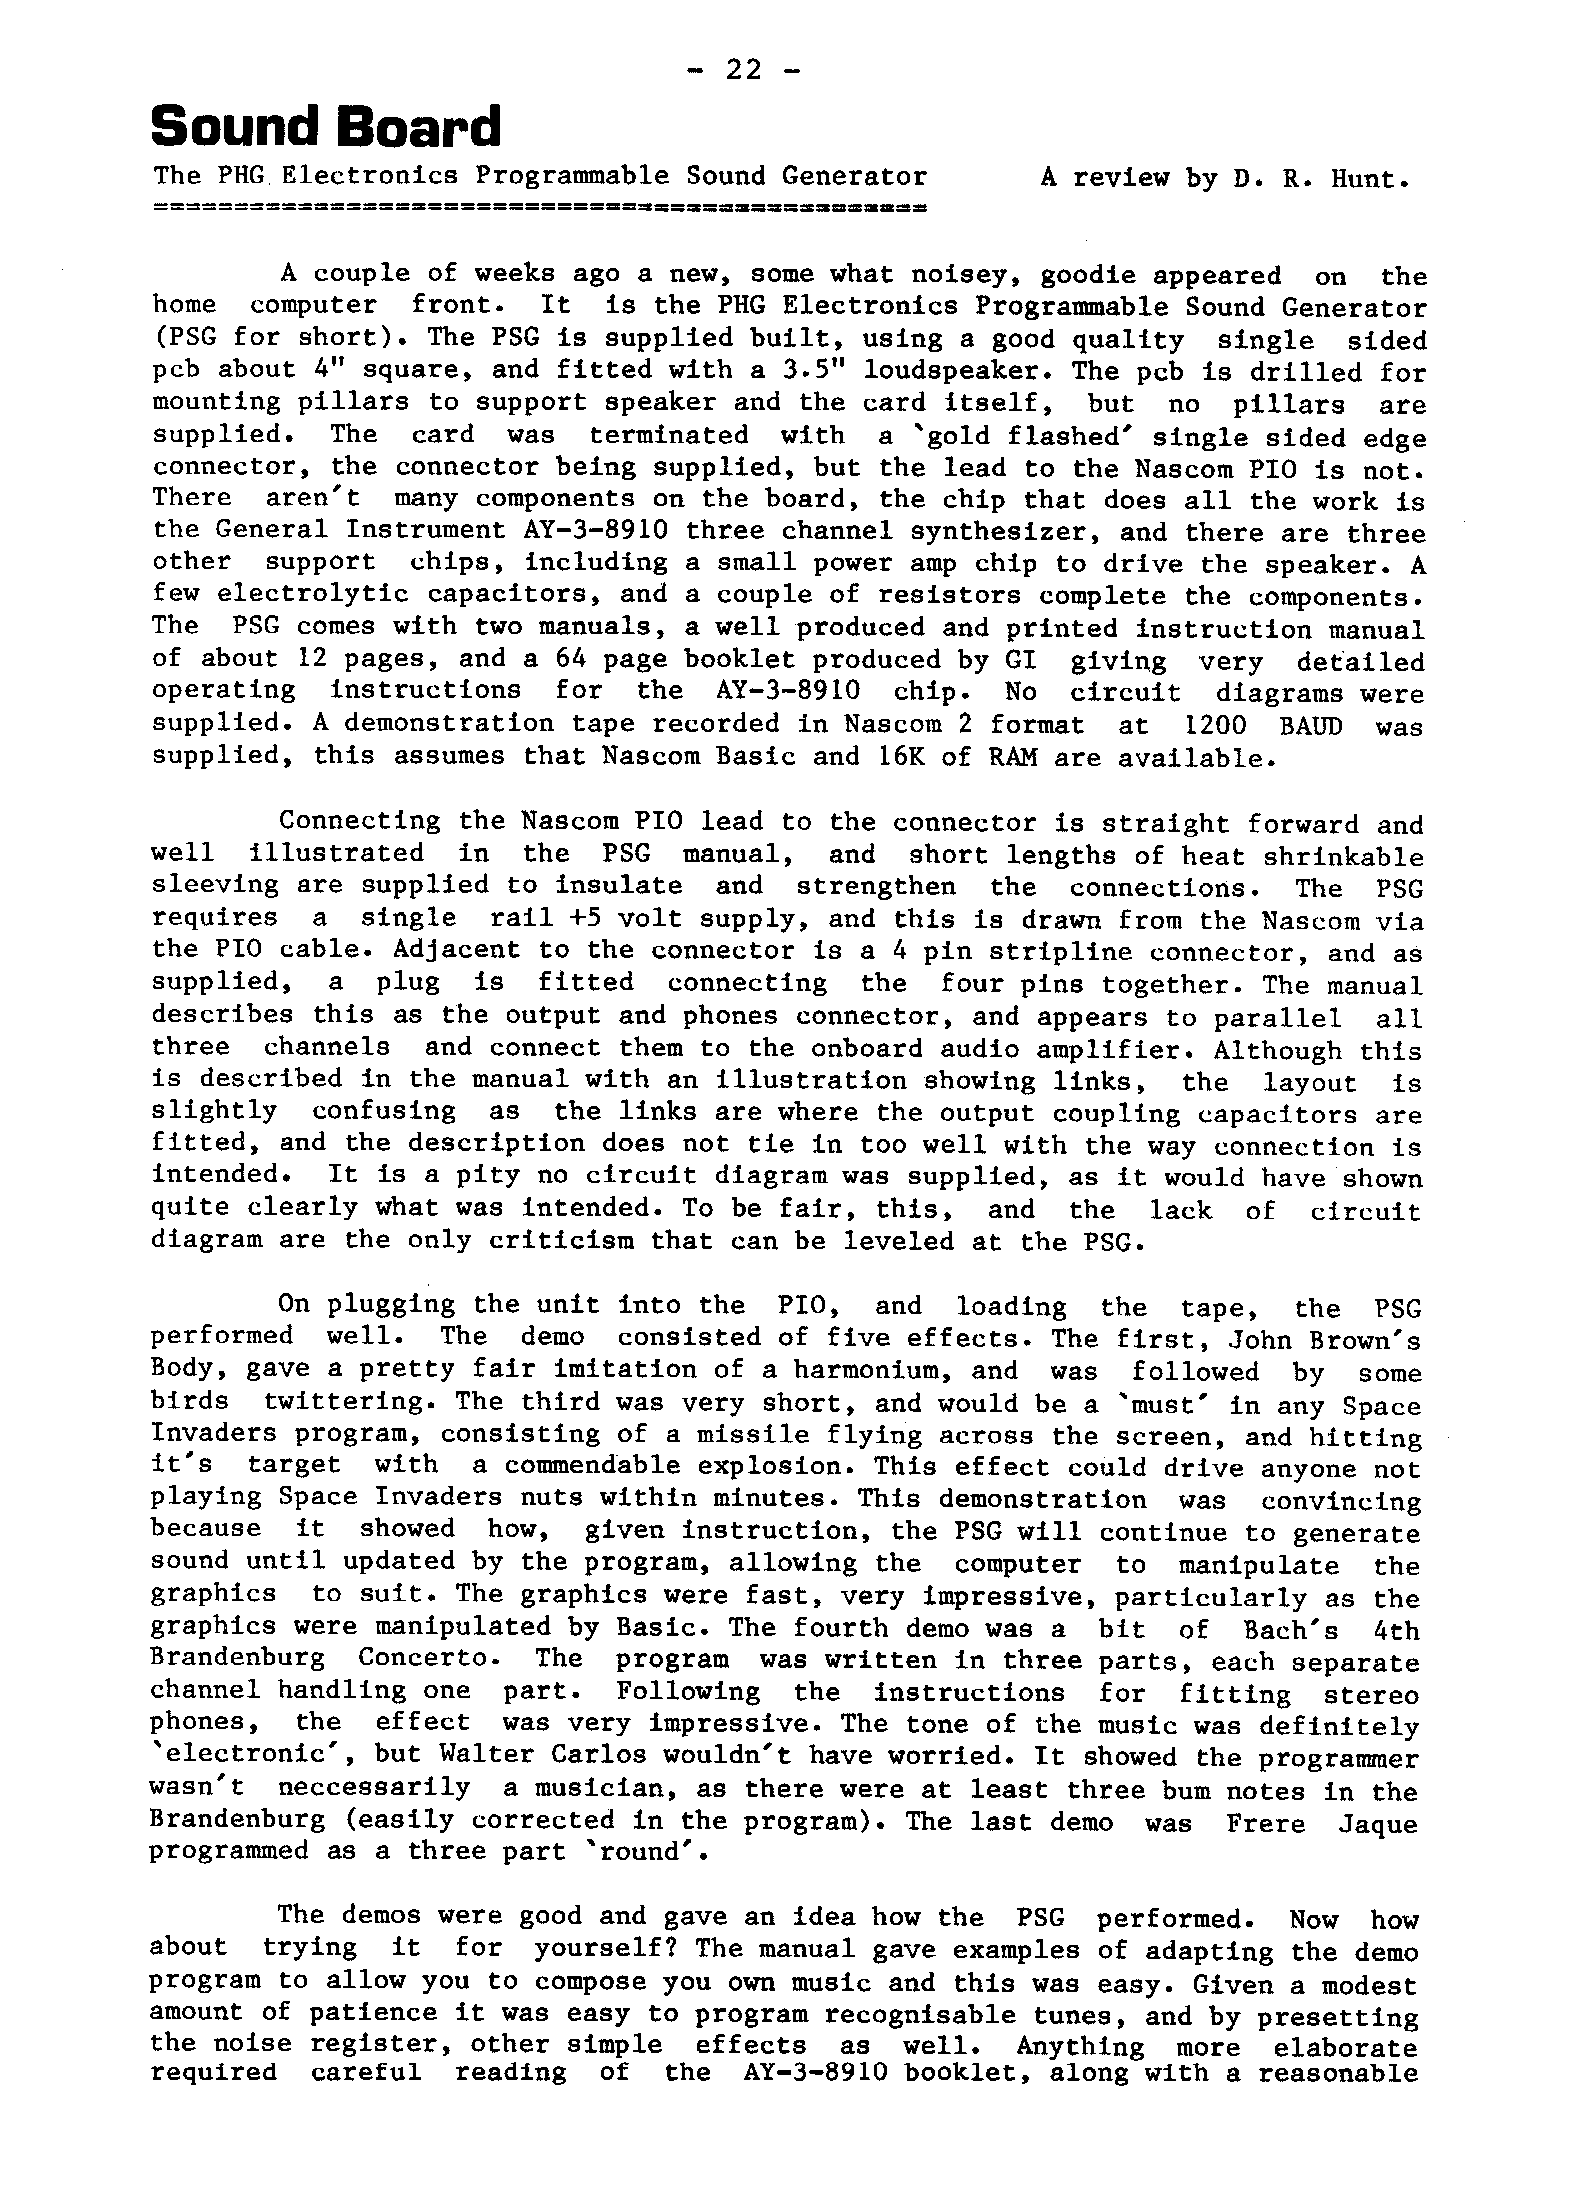 - 22 -
Sound Board
The PHG Electronics Programmable Sound Generator A review by D. R. Hunt.
================================================
A couple of weeks ago a new, some what noisey, goodie appeared on the
home computer front. It is the PHG Electronics Programmable Sound Generator
(PSG for short). The PSG is supplied built, using a good quality single sided
pcb about 4" square, and fitted with a 3.5" loudspeaker. The pcb is drilled for
mounting pillars to support speaker and the card itself, but no pillars are
supplied. The card was terminated with a `gold flashed' single sided edge
connector, the connector being supplied, but the lead to the Nascom PIO is not.
There aren't many components on the board, the chip that does all the work is
the General Instrument AY-3-8910 three channel synthesizer, and there are three
other support chips, including a small power amp chip to drive the speaker. A
few electrolytic capacitors, and a couple of resistors complete the components.
The PSG comes with two manuals, a well produced and printed instruction manual
of about 12 pages, and a 64 page booklet produced by GI giving very detailed
operating instructions for the AY-3-8910 chip. No circuit diagrams were
supplied. A demonstration tape recorded in Nascom 2 format at 1200 BAUD was
supplied, this assumes that Nascom Basic and 16K of RAM are available.
Connecting the Nascom PIO lead to the connector is straight forward and
well illustrated in the PSG manual, and short lengths of heat shrinkable
sleeving are supplied to insulate and strengthen the connections. The PSG
requires a single rail +5 volt supply, and this is drawn from the Nascom via
the PIO cable. Adjacent to the connector is a 4 pin stripline connector, and as
supplied, a plug is fitted connecting the four pins together. The manual
describes this as the output and phones connector, and appears to parallel all
three channels and connect them to the onboard audio amplifier. Although this
is described in the manual with an illustration showing links, the layout is
slightly confusing as the links are where the output coupling capacitors are
fitted, and the description does not tie in too well with the way connection is
intended. It is a pity no circuit diagram was supplied, as it would have shown
quite clearly what was intended. To be fair, this, and the lack of circuit
diagram are the only criticism that can be leveled at the PSG.
On plugging the unit into the PIO, and loading the tape, the PSG
performed well. The demo consisted of five effects. The first, John Brown's
Body, gave a pretty fair imitation of a harmonium, and was followed by some
birds twittering. The third was very short, and would be a `must' in any Space
Invaders program, consisting of a missile flying across the screen, and hitting
it's target with a commendable explosion. This effect could drive anyone not
playing Space Invaders nuts within minutes. This demonstration was convincing
because it showed how, given instruction, the PSG will continue to generate
sound until updated by the program, allowing the computer to manipulate the
graphics to suit. The graphics were fast, very impressive, particularly as the
graphics were manipulated by Basic. The fourth demo was a bit of Bach's 4th
Brandenburg Concerto. The program was written in three parts, each separate
channel handling one part. Following the instructions for fitting stereo
phones, the effect was very impressive. The tone of the music was definitely
`electronic', but Walter Carlos wouldn't have worried. It showed the programmer
wasn't neccessarily a musician, as there were at least three bum notes in the
Brandenburg (easily corrected in the program). The last demo was Frere Jaque
programmed as a three part `round'.
The demos were good and gave an idea how the PSG performed. Now how
about trying it for yourself? The manual gave examples of adapting the demo
program to allow you to compose you own music and this was easy. Given a modest
amount of patience it was easy to program recognisable tunes, and by presetting
the noise register, other simple effects as well. Anything more elaborate
required careful reading of the AY-3-8910 booklet, along with a reasonable